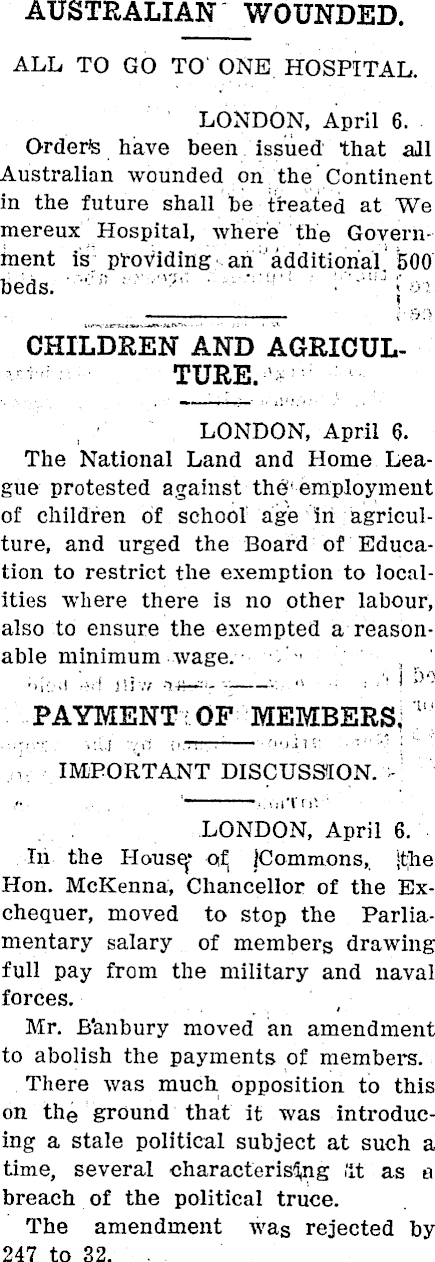 AUSTRALIAN WOUNDED.
ALL TO GO TO ONE HOSPITAL.
LONDON, April 6.
Orders have been issued that all
Australian wounded on the Continent
in the future shall be treated at We
mereux Hospital, where the Govern-
ment is providing an additional 500
beds.
CHILDREN AND AGRICUL-
TURE.
LONDON, April 6.
The National Land and Home Lea-
gue protested against the employment
of children of school age in agricul-
ture, and urged the Board of Educa-
tion to restrict the exemption to local-
ities where there is no other labour,
also to ensure the exempted a reason-
able minimum wage.
PAYMENT OF MEMBERS.
IMPORTANT DISCUSSION.
LONDON, April 6.
In the House of Commons, the
Hon. McKenna, Chancellor of the Ex-
chequer, moved to stop the Parlia-
mentary salary of members drawing
full pay from the military and naval
forces.
Mr. Banbury moved an amendment
to abolish the payments of members.
There was much opposition to this
on the ground that it was introduc-
ing a stale political subject at such a
time, several characterising it as a
breach of the political truce.
The amendment was rejected by
247 to 32.